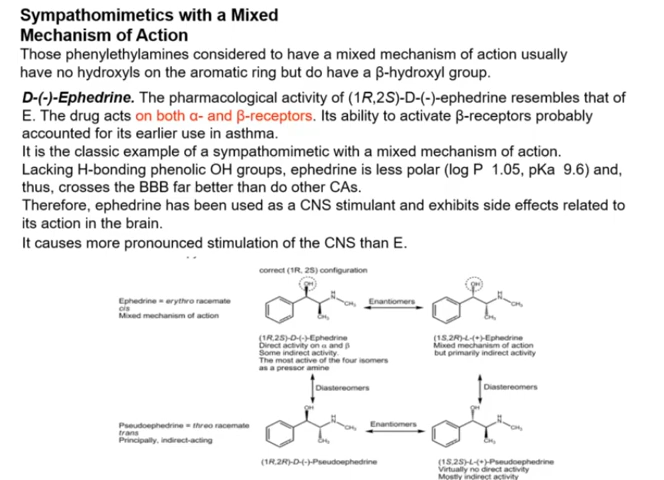 Sympathomimetics with a Mixed
Mechanism of Action
Those phenylethylamines considered to have a mixed mechanism of action usually
have no hydroxyls on the aromatic ring but do have a β-hydroxyl group.
D-(-)-Ephedrine. The pharmacological activity of (1R,2S)-D-(-)-ephedrine resembles that of
E. The drug acts on both α- and β-receptors. Its ability to activate β-receptors probably
accounted for its earlier use in asthma.
It is the classic example of a sympathomimetic with a mixed mechanism of action.
Lacking H-bonding phenolic OH groups, ephedrine is less polar (log P 1.05, pKa 9.6) and,
thus, crosses the BBB far better than do other CAs.
Therefore, ephedrine has been used as a CNS stimulant and exhibits side effects related to
its action in the brain.
It causes more pronounced stimulation of the CNS than E.
correct (1R, 2S) configuration
OH
H
N
CH₃
CH₃
Enantiomers
OH
H
N
CH₃
CH₃
Ephedrine = erythro racemate
cis
Mixed mechanism of action
(1R,2S)-D-(-)-Ephedrine
Direct activity on α and β
Some indirect activity.
The most active of the four isomers
as a pressor amine
(1S,2R)-L-(+)-Ephedrine
Mixed mechanism of action
but primarily indirect activity
Diastereomers
Diastereomers
OH
H
N
CH₃
CH₃
Enantiomers
OH
H
N
CH₃
CH₃
Pseudoephedrine = threo racemate
trans
Principally, indirect-acting
(1R,2R)-D-(-)-Pseudoephedrine
(1S,2S)-L-(+)-Pseudoephedrine
Virtually no direct activity
Mostly indirect activity